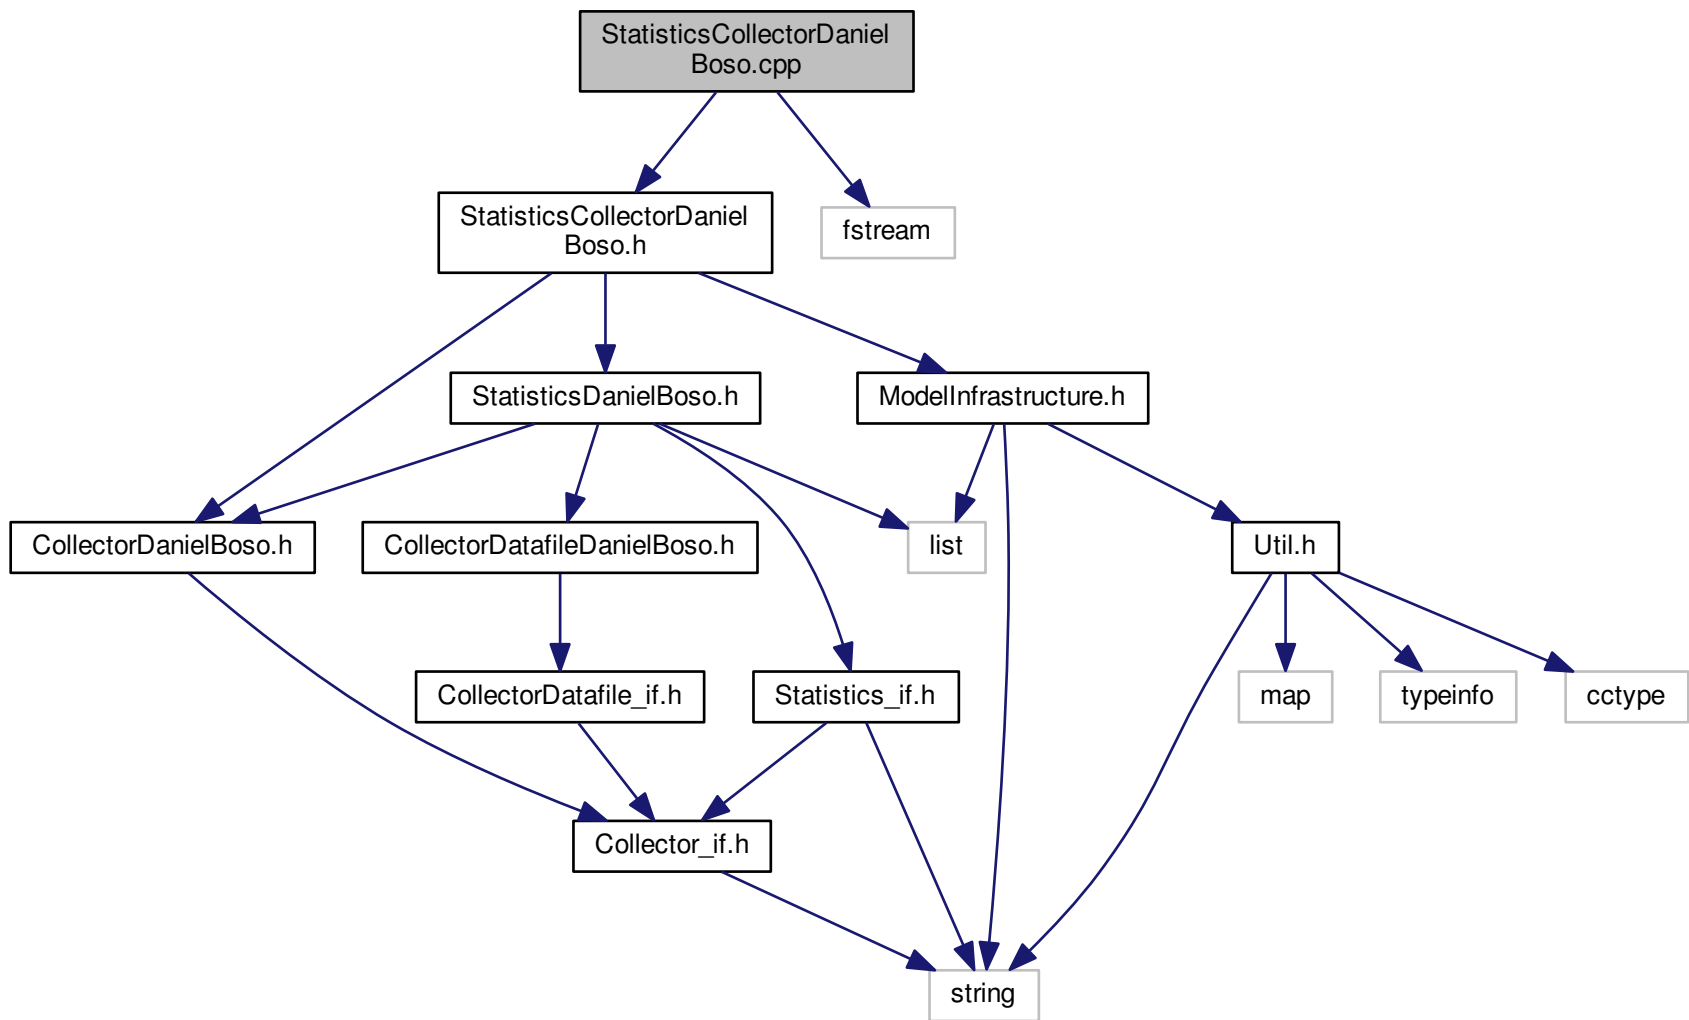 StatisticsCollectorDaniel
Boso.cpp
StatisticsCollectorDaniel
Boso.h
fstream
StatisticsDanielBoso.h
ModelInfrastructure.h
CollectorDanielBoso.h
CollectorDatafileDanielBoso.h
list
Util.h
CollectorDatafile_if.h
Statistics_if.h
map
typeinfo
cctype
Collector_if.h
string